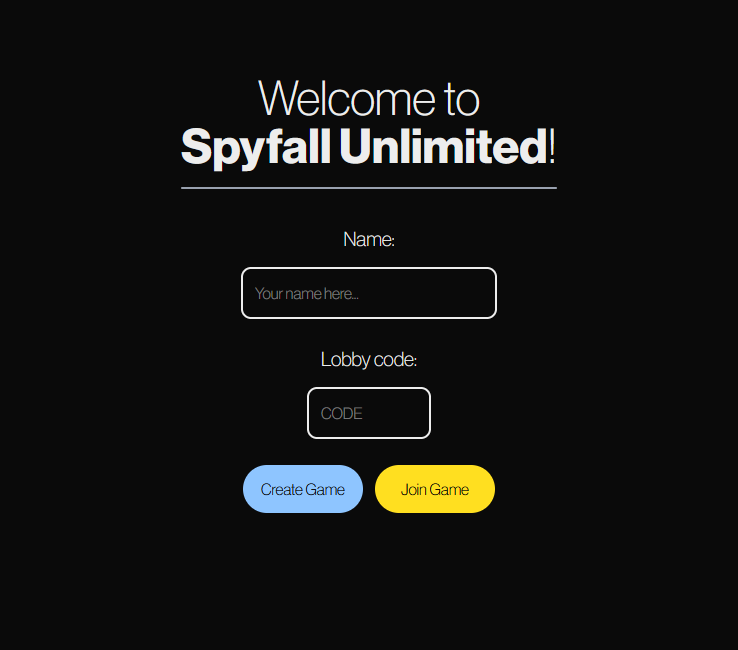 Welcome to
Spyfall Unlimited!
Name:
Your name here...
Lobby code:
CODE
Create Game
Join Game